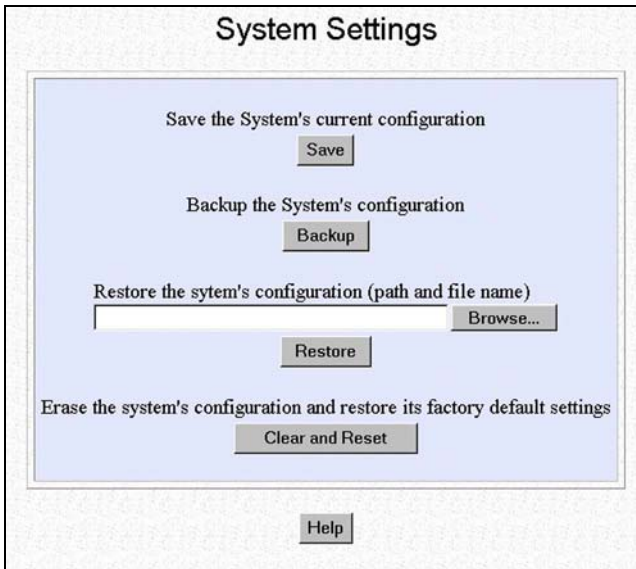 System Settings
Save the System's current configuration
Save
Backup the System's configuration
Backup
Restore the sytem's configuration (path and file name)
Browse...
Restore
Erase the system's configuration and restore its factory default settings
Clear and Reset
Help